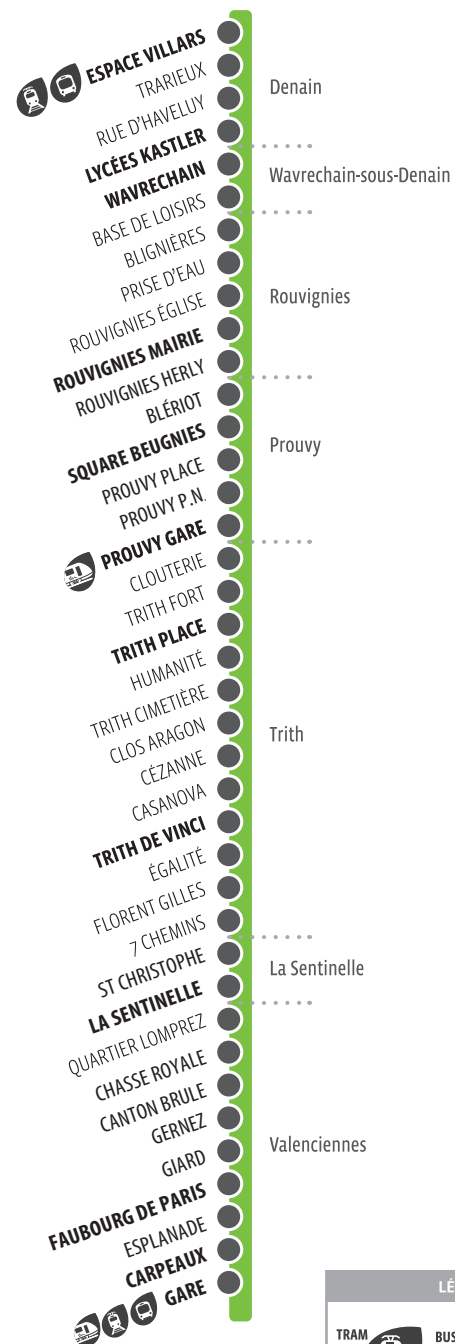 ESPACE VILLARS
TRARIEUX
RUE D'HAVELUY
LYCÉES KASTLER
Denain
WAVRECHAIN
BASE DE LOISIRS
Wavrechain-sous-Denain
BLIGNIÈRES
PRISE D'EAU
ROUVIGNIES ÉGLISE
ROUVIGNIES MAIRIE
ROUVIGNIES HERLY
Rouvignies
BLÉRIOT
SQUARE BEUGNIES
PROUVY PLACE
PROUVY P.N.
PROUVY GARE
Prouvy
CLOUTERIE
TRITH FORT
TRITH PLACE
HUMANITÉ
TRITH CIMETIÈRE
CLOS ARAGON
CÉZANNE
CASANOVA
TRITH DE VINCI
ÉGALITÉ
FLORENT GILLES
7 CHEMINS
Trith
ST CHRISTOPHE
LA SENTINELLE
La Sentinelle
QUARTIER LOMPREZ
CHASSE ROYALE
CANTON BRULE
GERNEZ
GIARD
FAUBOURG DE PARIS
ESPLANADE
CARPEAUX
GARE
Valenciennes
LÉ
TRAM
BUS